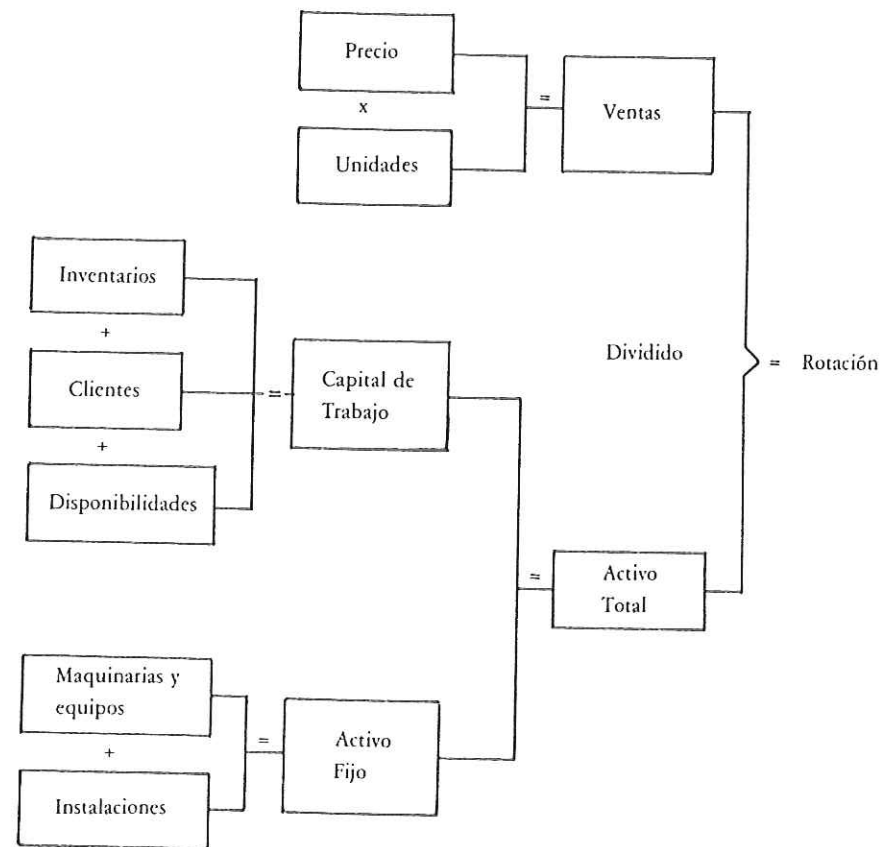 Precio
x
Unidades
=
Ventas
Inventarios
+
Clientes
+
Disponibilidades
=
Capital de
Trabajo
Dividido
= Rotación
Maquinarias y
equipos
+
Instalaciones
=
Activo
Fijo
=
Activo
Total